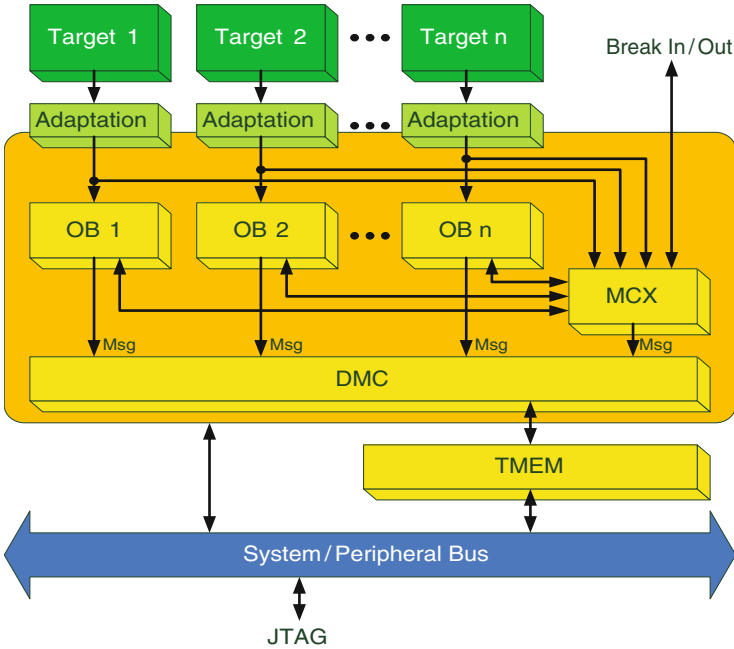 Target 1
Target 2
Target n
Break In/Out
Adaptation
Adaptation
Adaptation
OB 1
OB 2
OB n
MCX
Msg
Msg
Msg
Msg
DMC
TMEM
System/Peripheral Bus
JTAG